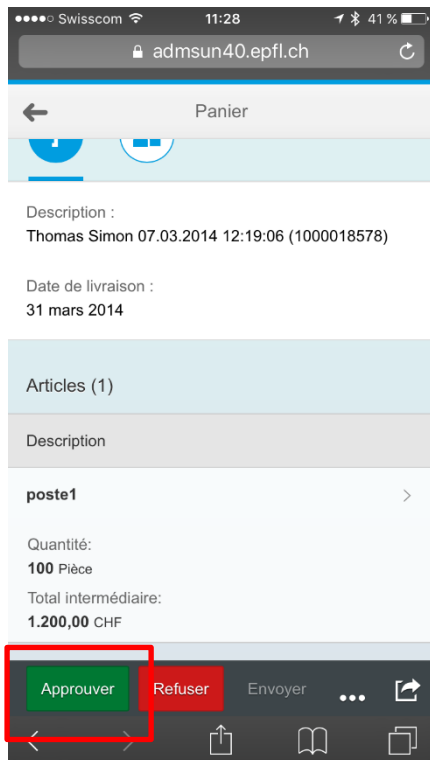 Swisscom 11:28 41 %
admsun40.epfl.ch
Panier
Description :
Thomas Simon 07.03.2014 12:19:06 (1000018578)
Date de livraison :
31 mars 2014
Articles (1)
Description
poste1
Quantité:
100 Pièce
Total intermédiaire:
1.200,00 CHF
Approuver Refuser Envoyer ...